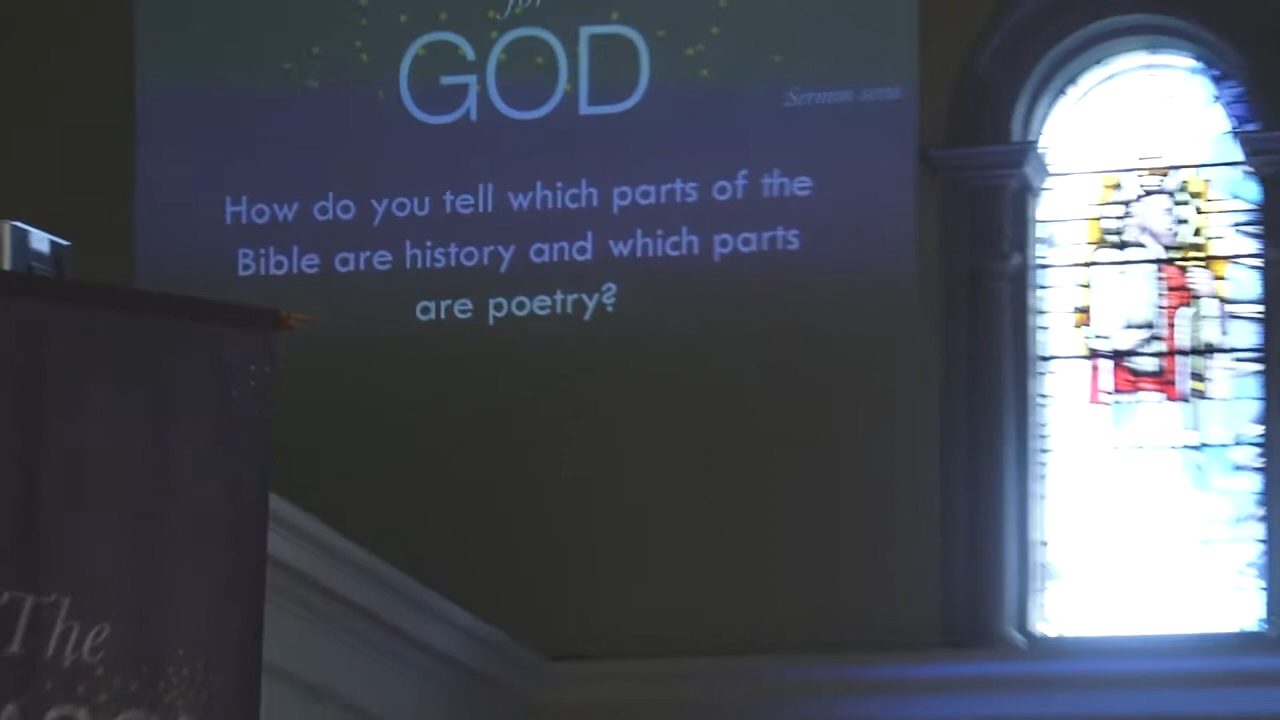 for
GOD
Sermon series
How do you tell which parts of the
Bible are history and which parts
are poetry?
The